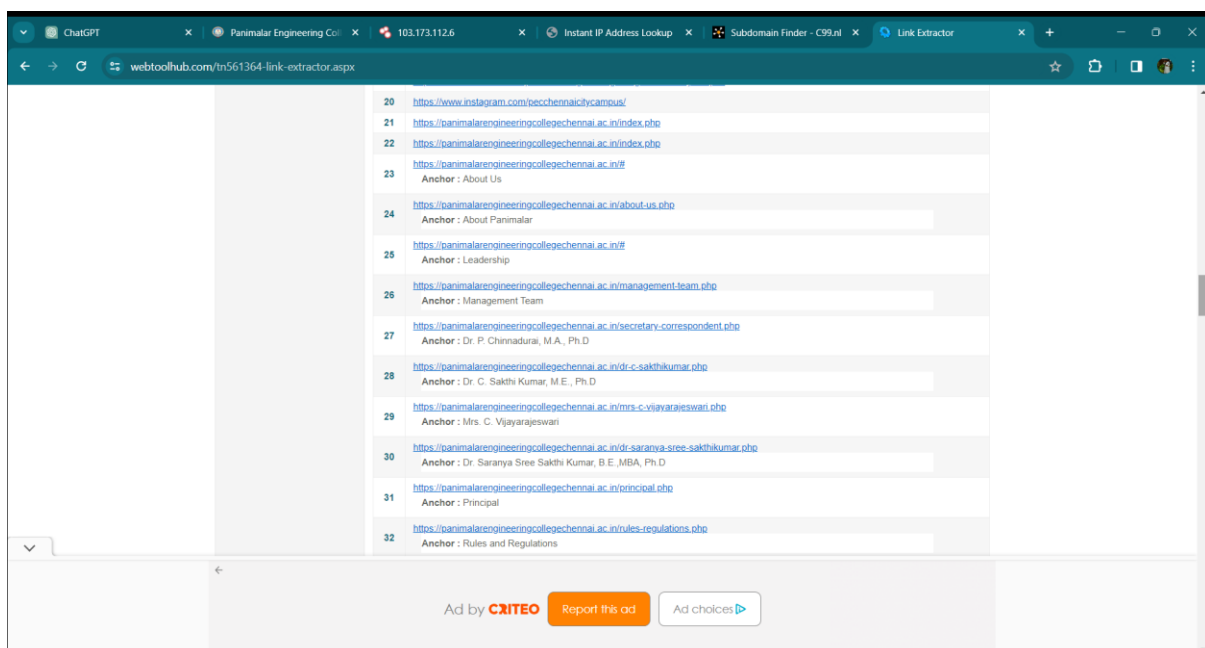 ChatGPT
Panimalar Engineering Col
103.173.112.6
Instant IP Address Lookup
Subdomain Finder - C99.nl
Link Extractor
webtoolhub.com/tn561364-link-extractor.aspx
20 https://www.instagram.com/pecchennaicitycampus/
21 https://panimalarengineeringcollegechennai.ac.in/index.php
22 https://panimalarengineeringcollegechennai.ac.in/index.php
23 https://panimalarengineeringcollegechennai.ac.in/#
Anchor : About Us
24 https://panimalarengineeringcollegechennai.ac.in/about-us.php
Anchor : About Panimalar
25 https://panimalarengineeringcollegechennai.ac.in/#
Anchor : Leadership
26 https://panimalarengineeringcollegechennai.ac.in/management-team.php
Anchor : Management Team
27 https://panimalarengineeringcollegechennai.ac.in/secretary-correspondent.php
Anchor : Dr. P. Chinnadurai, M.A., Ph.D
28 https://panimalarengineeringcollegechennai.ac.in/dr-c-sakthikumar.php
Anchor : Dr. C. Sakthi Kumar, M.E., Ph.D
29 https://panimalarengineeringcollegechennai.ac.in/mrs-c-vijayarajeswari.php
Anchor : Mrs. C. Vijayarajeswari
30 https://panimalarengineeringcollegechennai.ac.in/dr-saranya-sree-sakthikumar.php
Anchor : Dr. Saranya Sree Sakthi Kumar, B.E.,MBA, Ph.D
31 https://panimalarengineeringcollegechennai.ac.in/principal.php
Anchor : Principal
32 https://panimalarengineeringcollegechennai.ac.in/rules-regulations.php
Anchor : Rules and Regulations
Ad by CRITEO
Report this ad
Ad choices